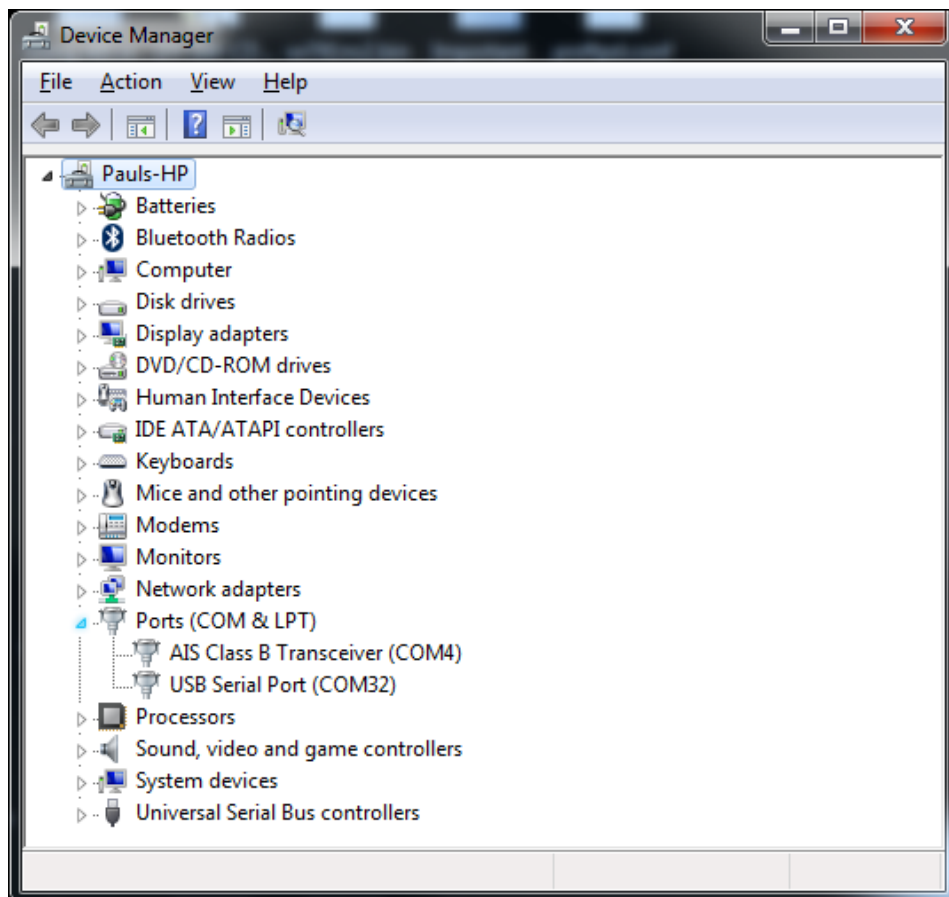 Device Manager
File Action View Help
Pauls-HP
Batteries
Bluetooth Radios
Computer
Disk drives
Display adapters
DVD/CD-ROM drives
Human Interface Devices
IDE ATA/ATAPI controllers
Keyboards
Mice and other pointing devices
Modems
Monitors
Network adapters
Ports (COM & LPT)
AIS Class B Transceiver (COM4)
USB Serial Port (COM32)
Processors
Sound, video and game controllers
System devices
Universal Serial Bus controllers